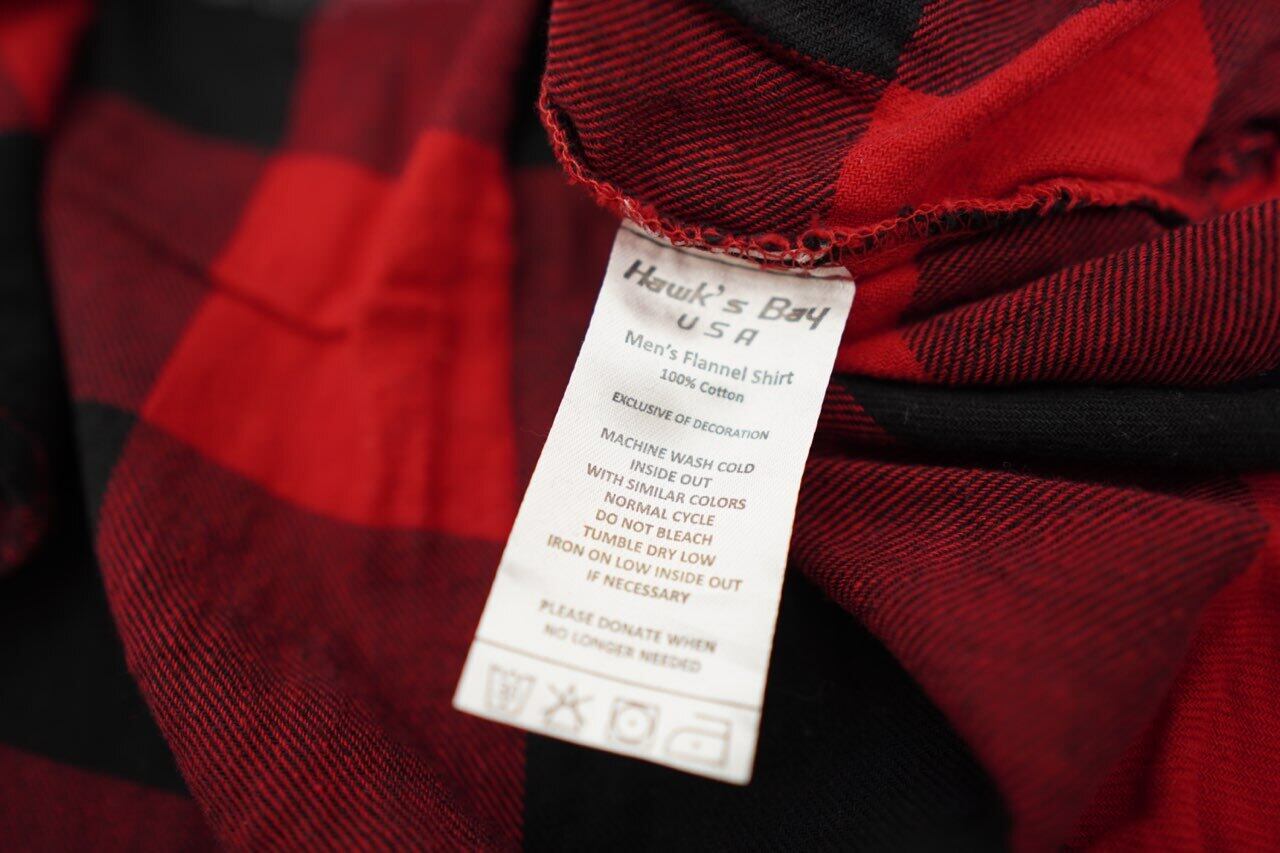 Hawk's Bay
USA
Men's Flannel Shirt
100% Cotton
EXCLUSIVE OF DECORATION
MACHINE WASH COLD
INSIDE OUT
WITH SIMILAR COLORS
NORMAL CYCLE
DO NOT BLEACH
TUMBLE DRY LOW
IRON ON LOW INSIDE OUT
IF NECESSARY
PLEASE DONATE WHEN
NO LONGER NEEDED